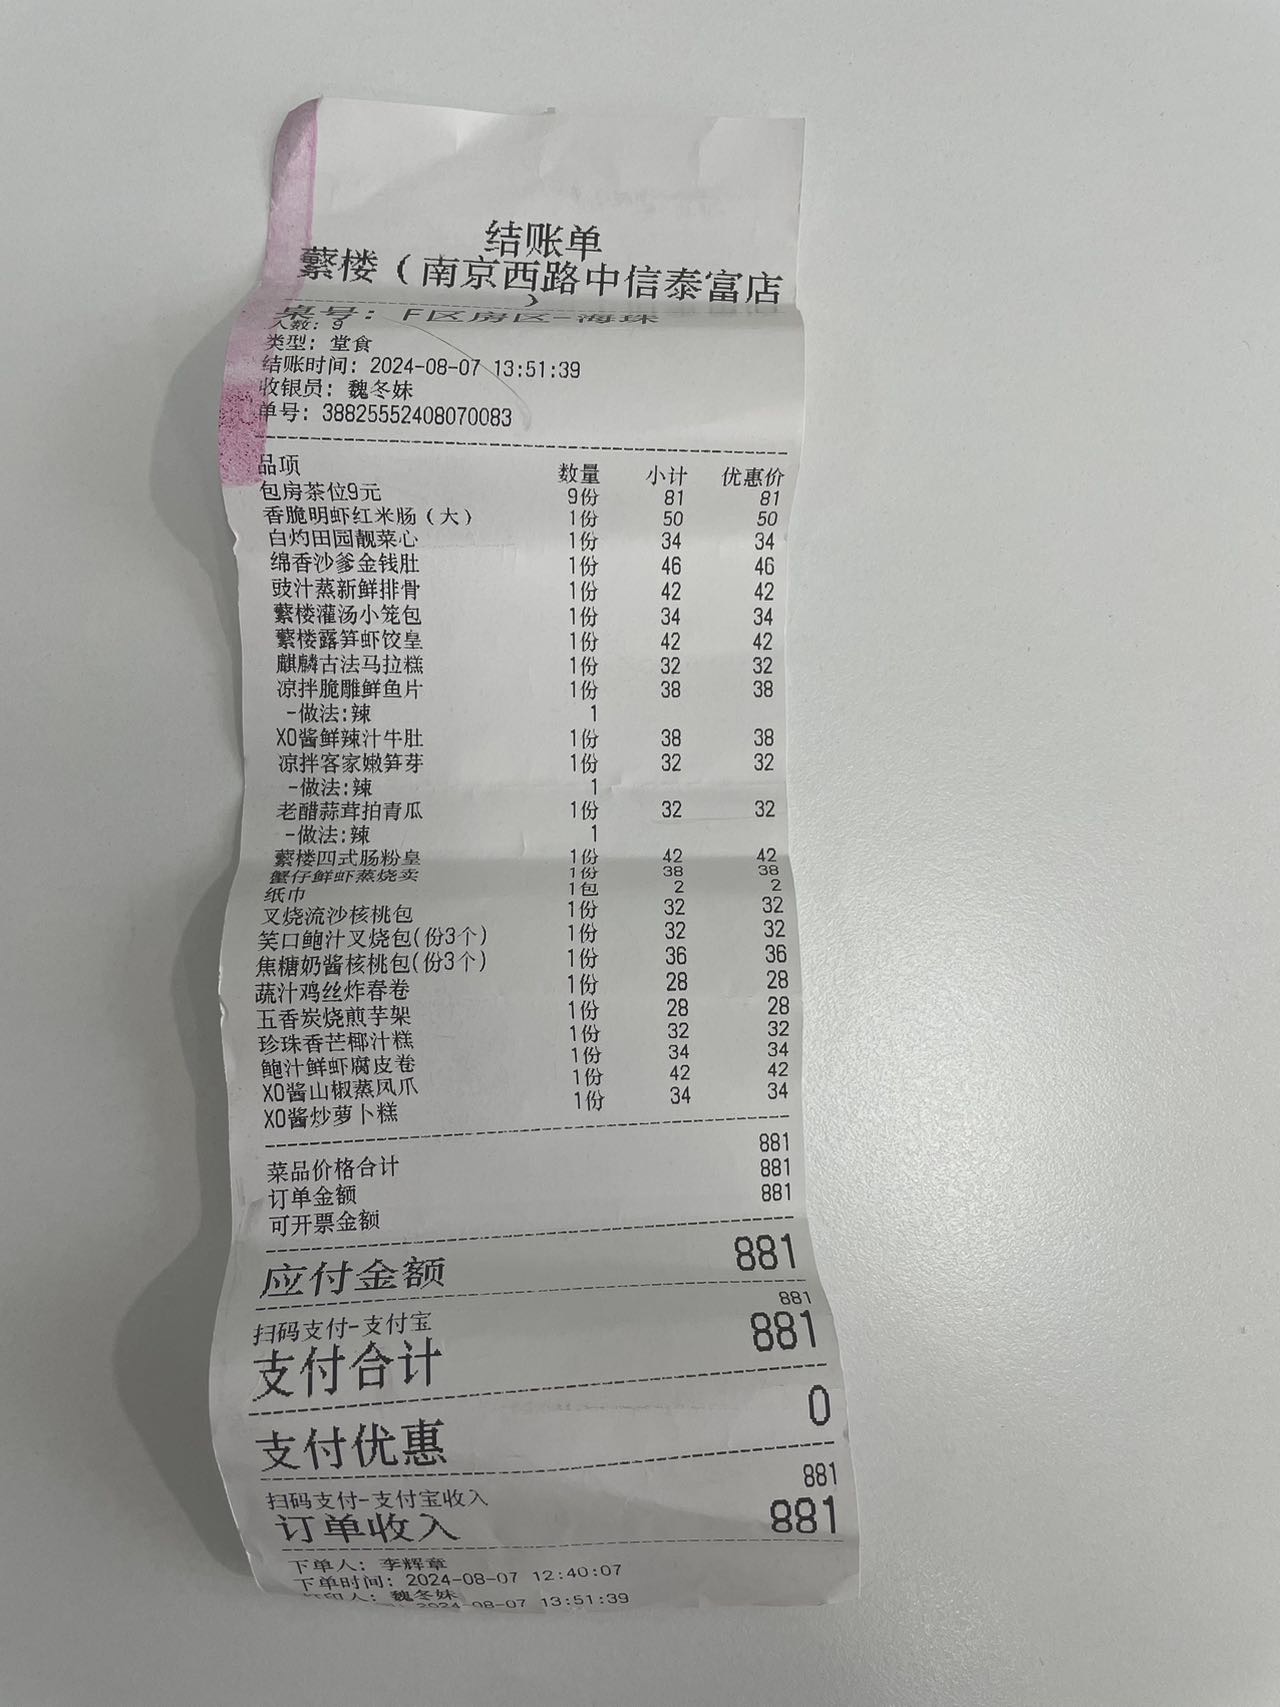 结账单
蘩楼（南京西路中信泰富店
）
桌号： F区房区-海珠
人数: 9
类型: 堂食
结账时间: 2024-08-07 13:51:39
收银员: 魏冬妹
单号: 38825552408070083
品项 数量 小计 优惠价
包房茶位9元 9份 81 81
香脆明虾红米肠（大） 1份 50 50
白灼田园靓菜心 1份 34 34
绵香沙爹金钱肚 1份 46 46
豉汁蒸新鲜排骨 1份 42 42
蘩楼灌汤小笼包 1份 34 34
蘩楼露笋虾饺皇 1份 42 42
麒麟古法马拉糕 1份 32 32
凉拌脆雕鲜鱼片 1份 38 38
-做法:辣 1
XO酱鲜辣汁牛肚 1份 38 38
凉拌客家嫩笋芽 1份 32 32
-做法:辣 1
老醋蒜茸拍青瓜 1份 32 32
-做法:辣 1
蘩楼四式肠粉皇 1份 42 42
蟹仔鲜虾蒸烧卖 1份 38 38
纸巾 1包 2 2
叉烧流沙核桃包 1份 32 32
笑口鲍汁叉烧包(份3个) 1份 32 32
焦糖奶酱核桃包(份3个) 1份 36 36
蔬汁鸡丝炸春卷 1份 28 28
五香炭烧煎芋架 1份 28 28
珍珠香芒椰汁糕 1份 32 32
鲍汁鲜虾腐皮卷 1份 34 34
XO酱山椒蒸凤爪 1份 42 42
XO酱炒萝卜糕 1份 34 34
菜品价格合计 881
订单金额 881
可开票金额 881
应付金额 881
扫码支付-支付宝 881
支付合计 881
支付优惠 0
扫码支付-支付宝收入 881
订单收入 881
下单人: 李辉章
下单时间: 2024-08-07 12:40:07
打印人: 魏冬妹
2024-08-07 13:51:39